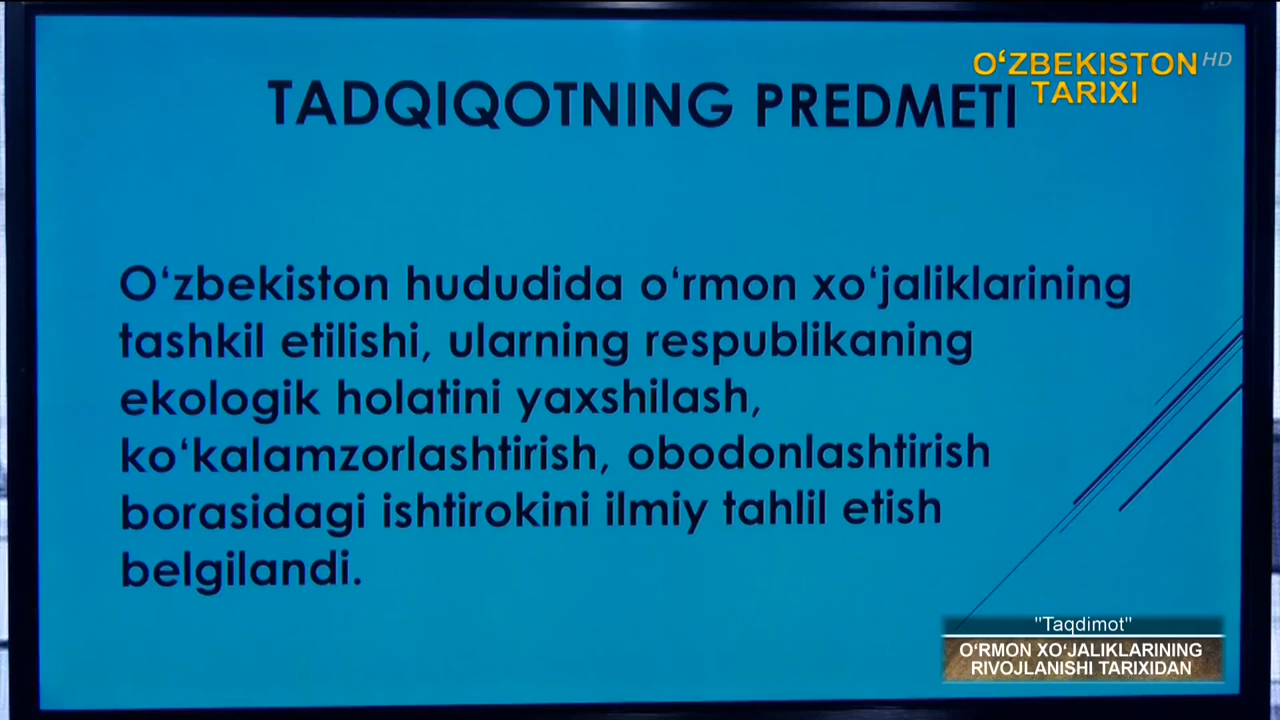 O‘ZBEKISTON HD
TARIXI
TADQIQOTNING PREDMETI
O‘zbekiston hududida o‘rmon xo‘jaliklarining
tashkil etilishi, ularning respublikaning
ekologik holatini yaxshilash,
ko‘kalamzorlashtirish, obodonlashtirish
borasidagi ishtirokini ilmiy tahlil etish
belgilandi.
"Taqdimot"
O‘RMON XO‘JALIKLARINING
RIVOJLANISHI TARIXIDAN